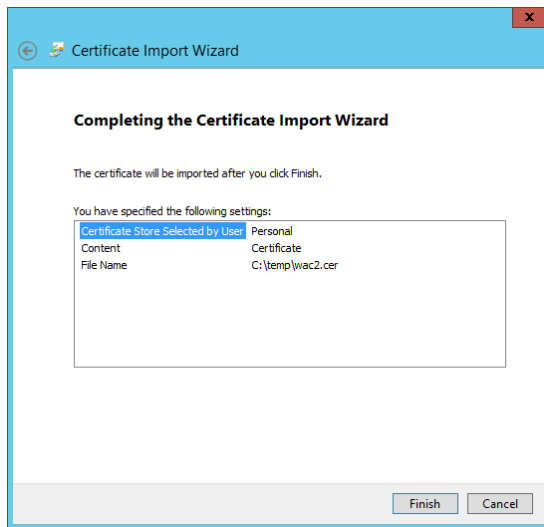 x
Certificate Import Wizard
Completing the Certificate Import Wizard
The certificate will be imported after you click Finish.
You have specified the following settings:
Certificate Store Selected by User Personal
Content Certificate
File Name C:\temp\wac2.cer
Finish Cancel